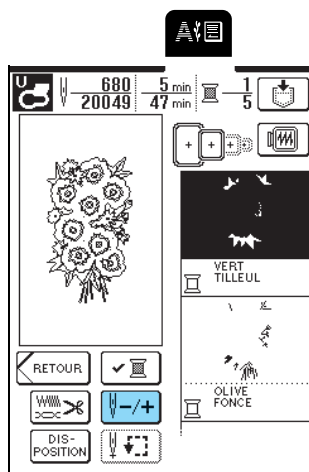 A
U
680 5 min 1
20049 47 min 5
VERT
TILLEUL
OLIVE
FONCE
RETOUR
-/+
DIS-
POSITION